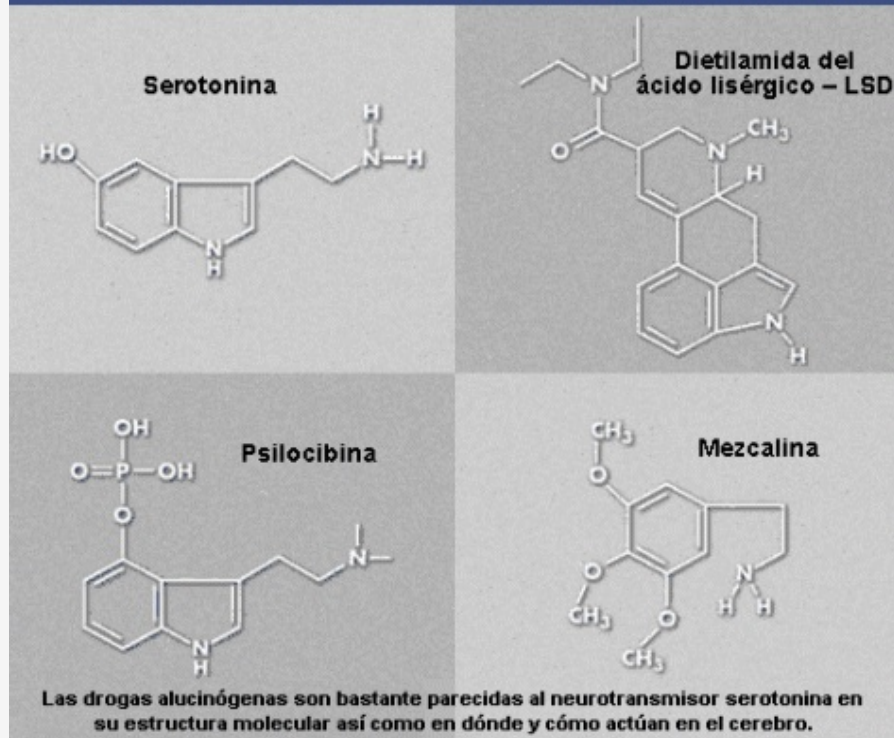 Serotonina
H
HO
N-H
N
H
Dietilamida del
ácido lisérgico – LSD
N
O
CH3
N
H
N
H
Psilocibina
OH
O=P-OH
O
N
N
H
Mezcalina
CH3
O
O
CH3
O
CH3
N
H H
Las drogas alucinógenas son bastante parecidas al neurotransmisor serotonina en
su estructura molecular así como en dónde y cómo actúan en el cerebro.